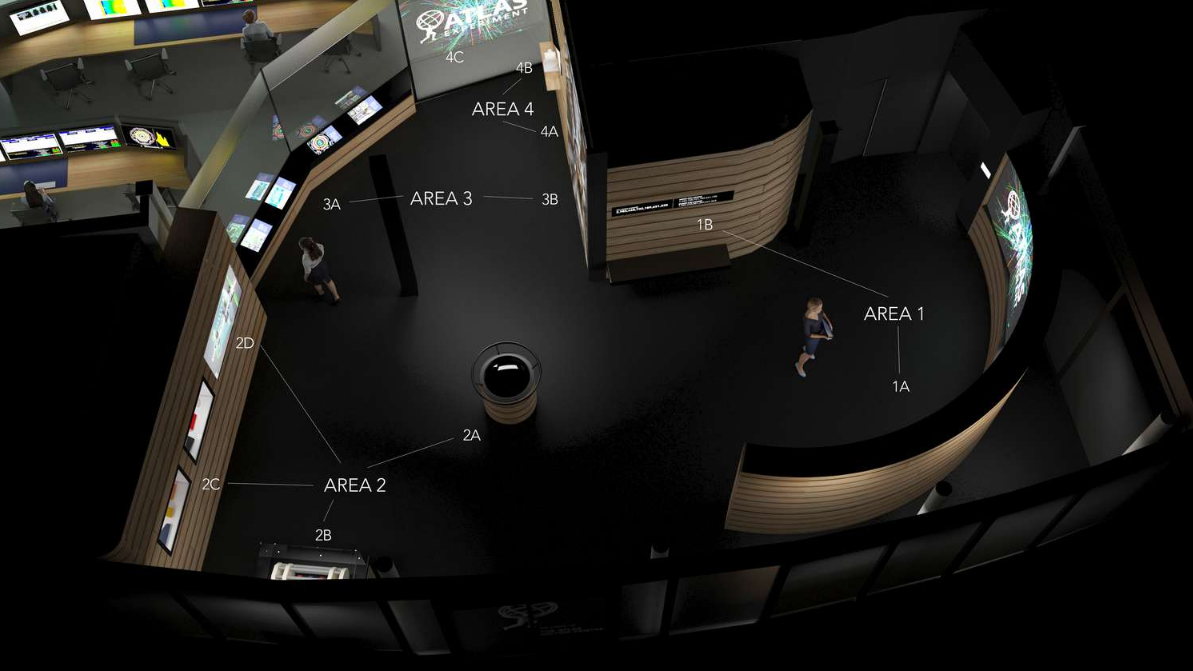 ATLAS
EXPERIMENT
4C
4B
AREA 4
4A
3A
AREA 3
3B
1B
AREA 1
1A
2D
2A
2C
AREA 2
2B